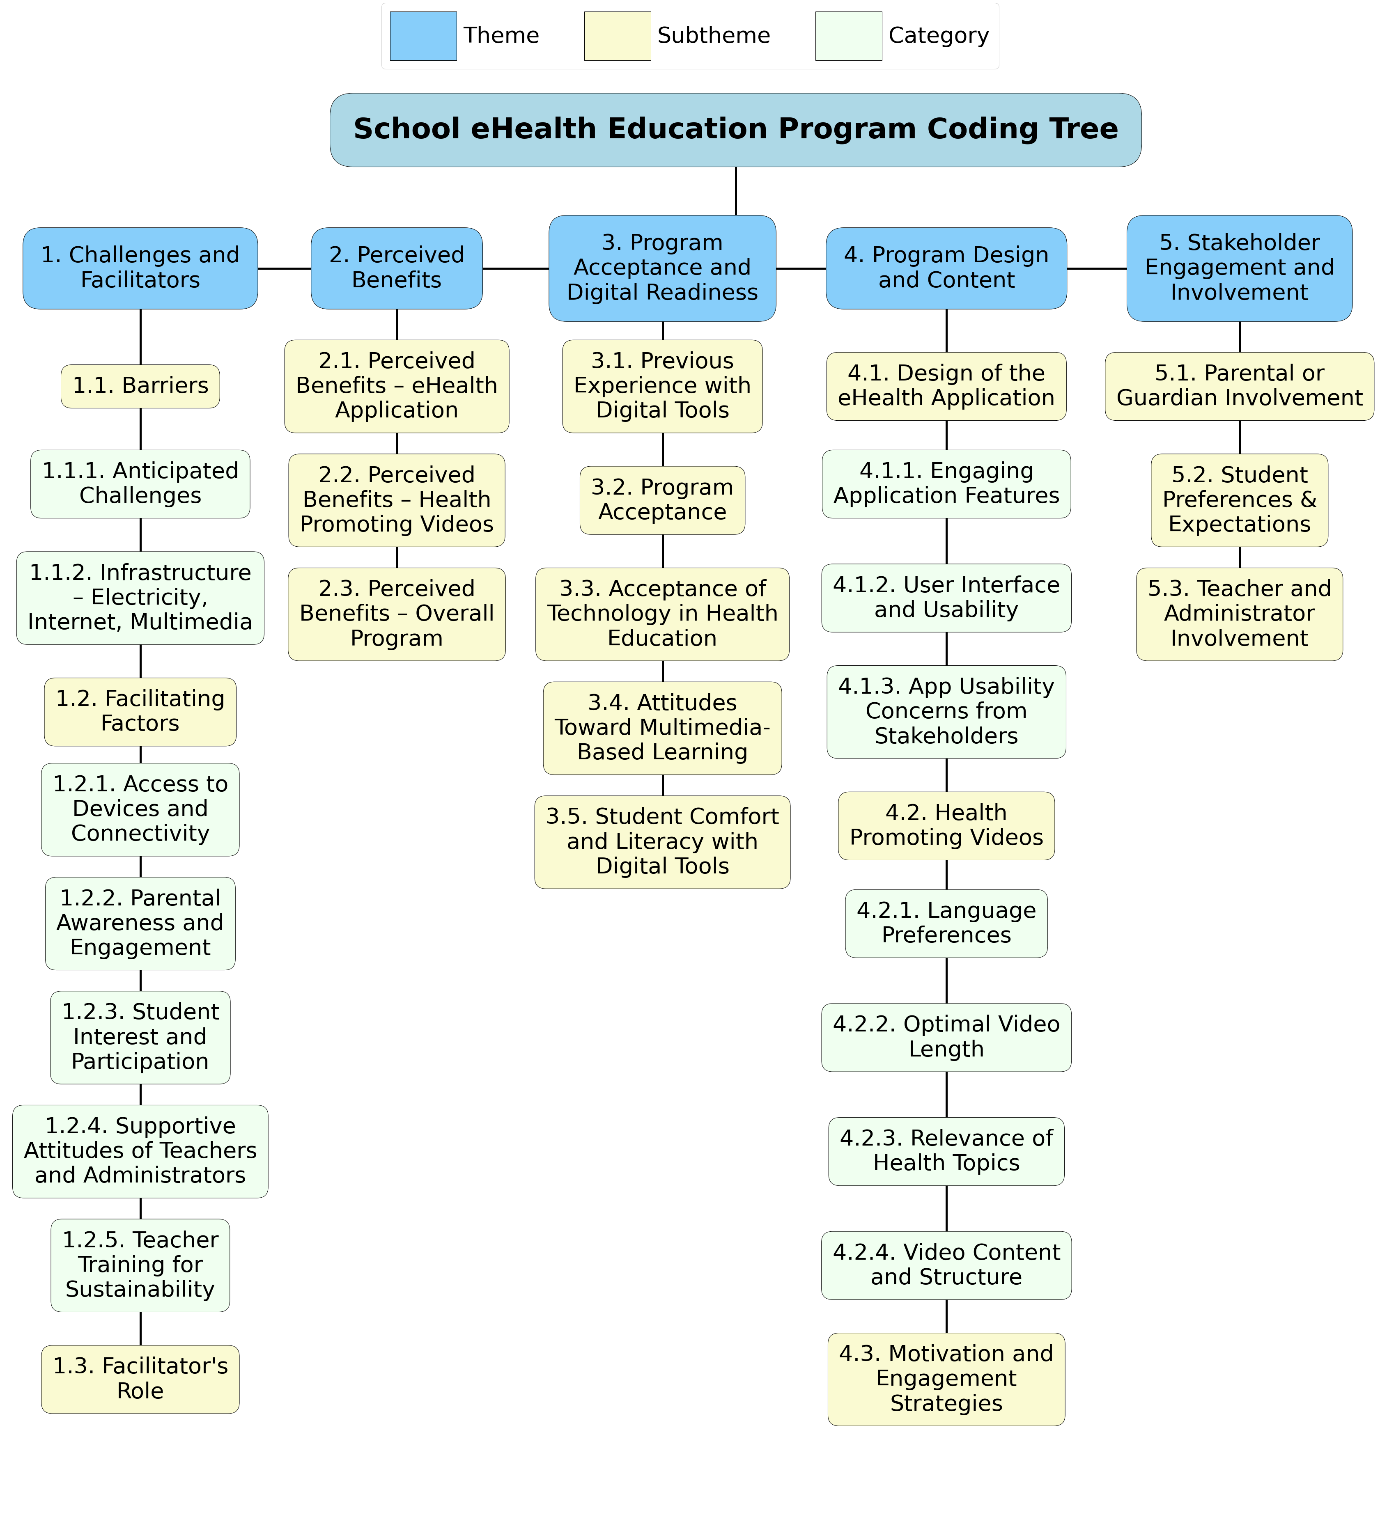 Theme
Subtheme
Category
School eHealth Education Program Coding Tree
1. Challenges and
Facilitators
1.1. Barriers
1.1.1. Anticipated
Challenges
1.1.2. Infrastructure
– Electricity,
Internet, Multimedia
1.2. Facilitating
Factors
1.2.1. Access to
Devices and
Connectivity
1.2.2. Parental
Awareness and
Engagement
1.2.3. Student
Interest and
Participation
1.2.4. Supportive
Attitudes of Teachers
and Administrators
1.2.5. Teacher
Training for
Sustainability
1.3. Facilitator's
Role
2. Perceived
Benefits
2.1. Perceived
Benefits – eHealth
Application
2.2. Perceived
Benefits – Health
Promoting Videos
2.3. Perceived
Benefits – Overall
Program
3. Program
Acceptance and
Digital Readiness
3.1. Previous
Experience with
Digital Tools
3.2. Program
Acceptance
3.3. Acceptance of
Technology in Health
Education
3.4. Attitudes
Toward Multimedia-
Based Learning
3.5. Student Comfort
and Literacy with
Digital Tools
4. Program Design
and Content
4.1. Design of the
eHealth Application
4.1.1. Engaging
Application Features
4.1.2. User Interface
and Usability
4.1.3. App Usability
Concerns from
Stakeholders
4.2. Health
Promoting Videos
4.2.1. Language
Preferences
4.2.2. Optimal Video
Length
4.2.3. Relevance of
Health Topics
4.2.4. Video Content
and Structure
4.3. Motivation and
Engagement
Strategies
5. Stakeholder
Engagement and
Involvement
5.1. Parental or
Guardian Involvement
5.2. Student
Preferences &
Expectations
5.3. Teacher and
Administrator
Involvement